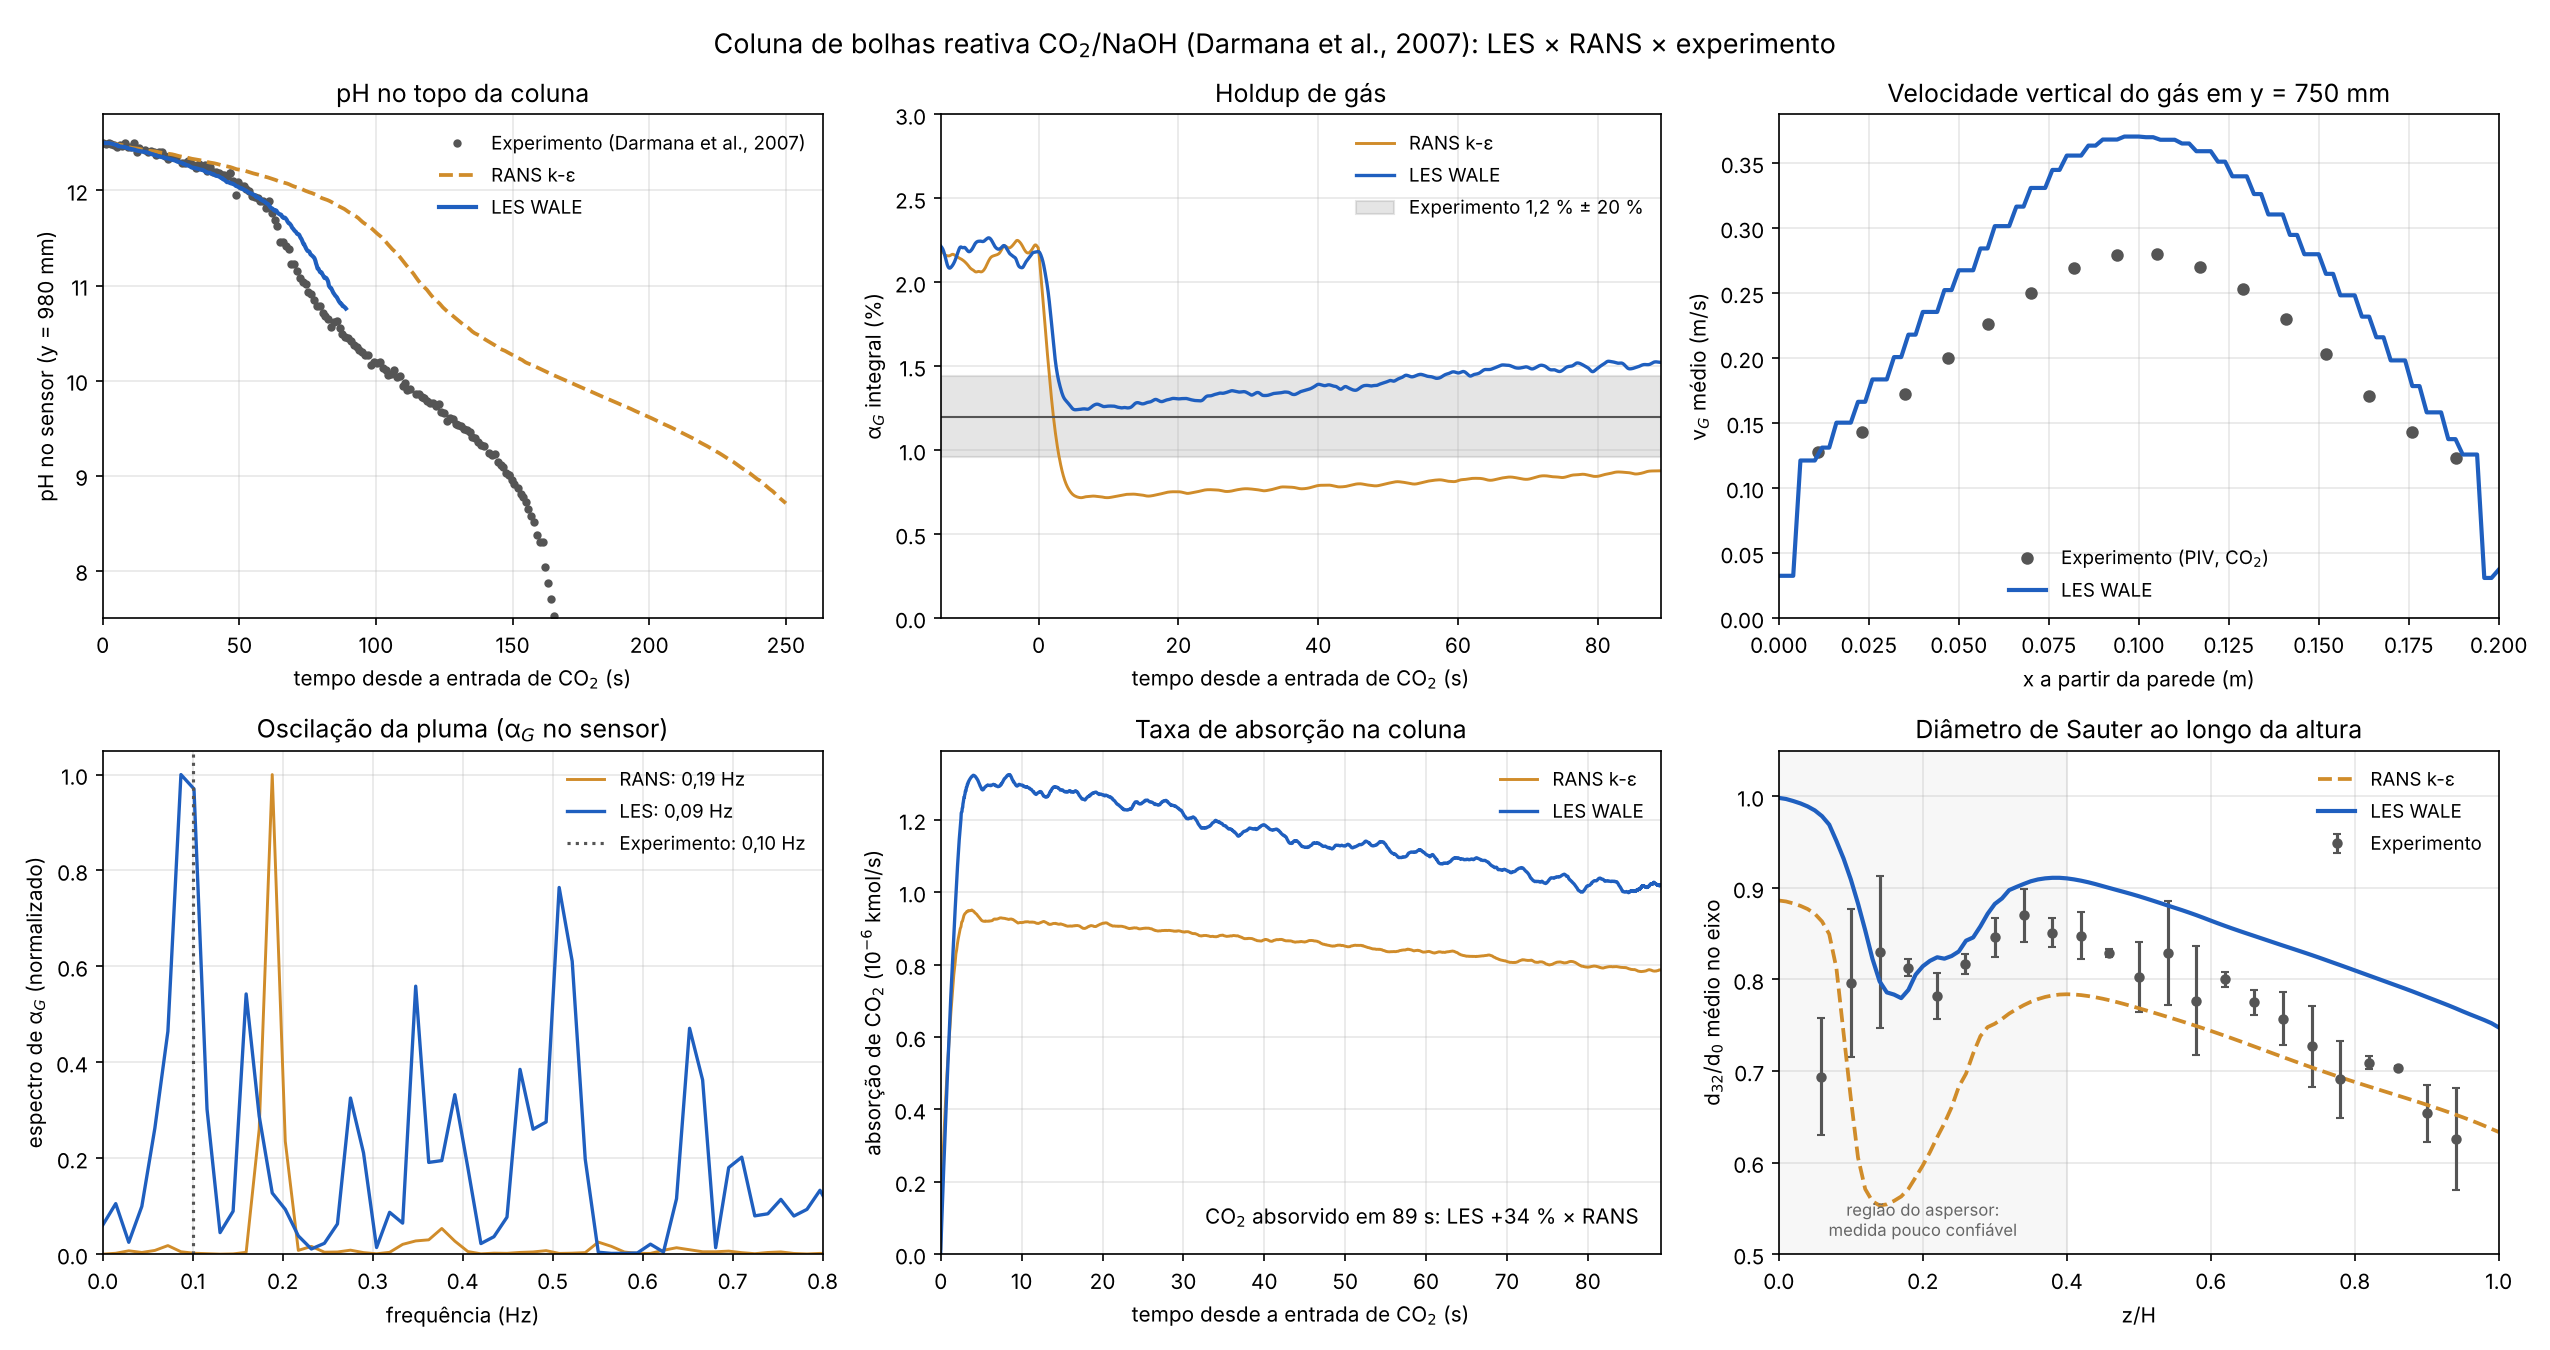 Coluna de bolhas reativa CO₂/NaOH (Darmana et al., 2007): LES × RANS × experimento
pH no topo da coluna
pH no sensor (y = 980 mm)
12
11
10
9
8
0 50 100 150 200 250
tempo desde a entrada de CO₂ (s)
Experimento (Darmana et al., 2007)
RANS k-ε
LES WALE
Holdup de gás
α_G integral (%)
3.0
2.5
2.0
1.5
1.0
0.5
0.0
0 20 40 60 80
tempo desde a entrada de CO₂ (s)
RANS k-ε
LES WALE
Experimento 1,2 % ± 20 %
Velocidade vertical do gás em y = 750 mm
v_G médio (m/s)
0.35
0.30
0.25
0.20
0.15
0.10
0.05
0.00
0.000 0.025 0.050 0.075 0.100 0.125 0.150 0.175 0.200
x a partir da parede (m)
Experimento (PIV, CO₂)
LES WALE
Oscilação da pluma (α_G no sensor)
espectro de α_G (normalizado)
1.0
0.8
0.6
0.4
0.2
0.0
0.0 0.1 0.2 0.3 0.4 0.5 0.6 0.7 0.8
frequência (Hz)
RANS: 0,19 Hz
LES: 0,09 Hz
Experimento: 0,10 Hz
Taxa de absorção na coluna
absorção de CO₂ (10⁻⁶ kmol/s)
1.2
1.0
0.8
0.6
0.4
0.2
0.0
0 10 20 30 40 50 60 70 80
tempo desde a entrada de CO₂ (s)
RANS k-ε
LES WALE
CO₂ absorvido em 89 s: LES +34 % × RANS
Diâmetro de Sauter ao longo da altura
d₃₂/d₀ médio no eixo
1.0
0.9
0.8
0.7
0.6
0.5
0.0 0.2 0.4 0.6 0.8 1.0
z/H
RANS k-ε
LES WALE
Experimento
região do aspersor:
medida pouco confiável